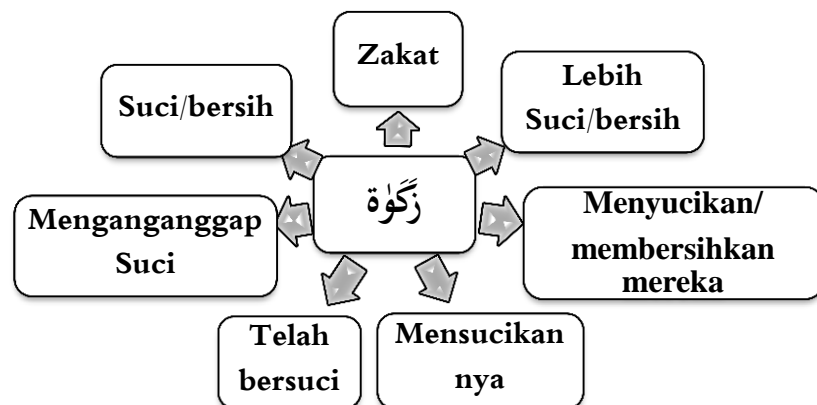 Zakat
Suci/bersih
Lebih
Suci/bersih
زَكَوٰة
Menganganggap
Suci
Menyucikan/
membersihkan
mereka
Telah
bersuci
Mensucikan
nya